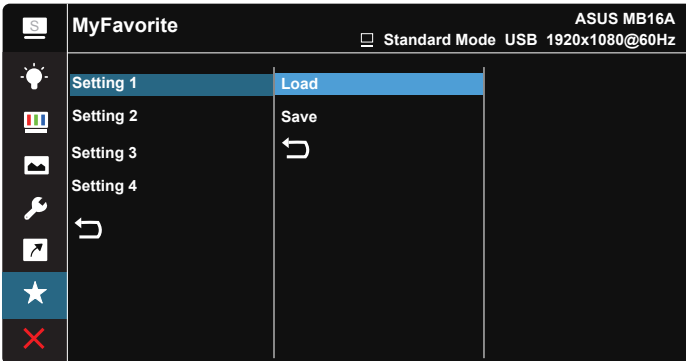 S
MyFavorite
ASUS MB16A
Standard Mode USB 1920x1080@60Hz
Setting 1
Load
Setting 2
Save
Setting 3
Setting 4